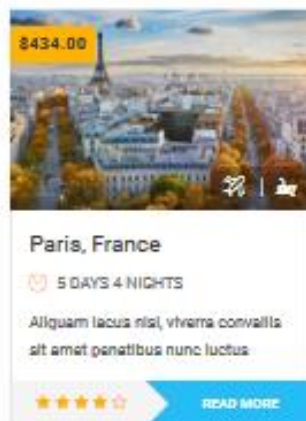 $434.00
Paris, France
5 DAYS 4 NIGHTS
Aliquam lacus nisl, viverra convallis
sit amet penatibus nunc luctus
READ MORE